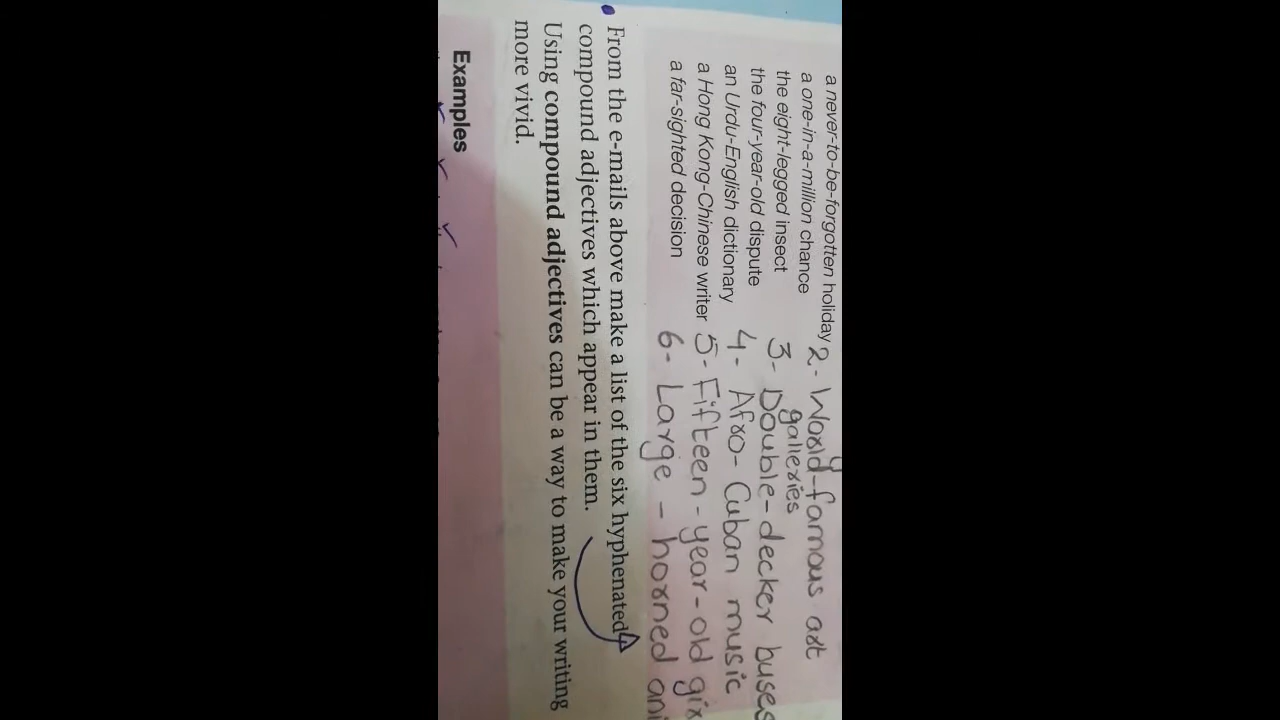 a never-to-be-forgotten holiday 2- World-famous art
galleries
a one-in-a-million chance
the eight-legged insect 3- Double-decker buses
the four-year-old dispute
an Urdu-English dictionary 4- Afro-Cuban music
a Hong Kong-Chinese writer 5- Fifteen-year-old
a far-sighted decision 6- Large-horned
From the e-mails above make a list of the six hyphenated
compound adjectives which appear in them.
Using compound adjectives can be a way to make your writing
more vivid.
Examples